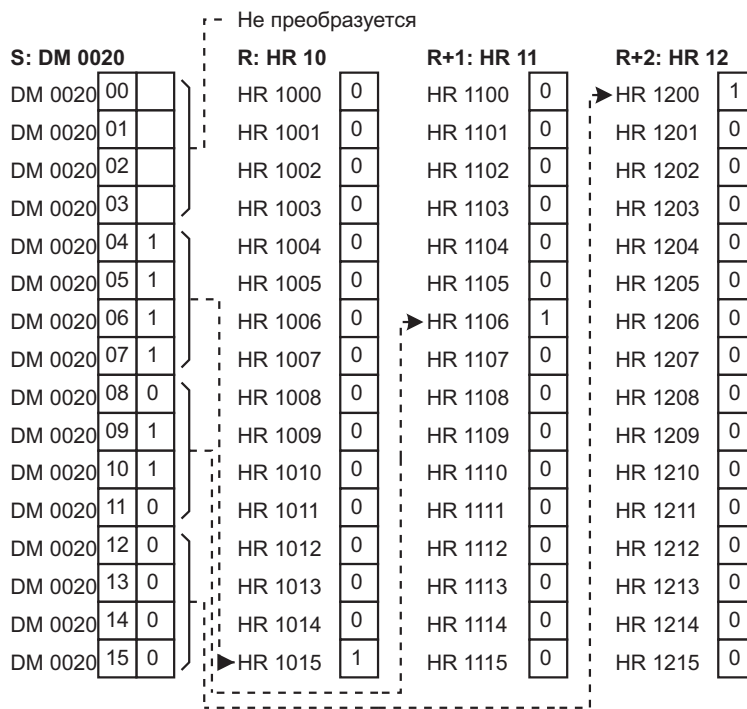 Не преобразуется
S: DM 0020 R: HR 10 R+1: HR 11 R+2: HR 12
DM 0020 00 HR 1000 0 HR 1100 0 HR 1200 1
DM 0020 01 HR 1001 0 HR 1101 0 HR 1201 0
DM 0020 02 HR 1002 0 HR 1102 0 HR 1202 0
DM 0020 03 HR 1003 0 HR 1103 0 HR 1203 0
DM 0020 04 1 HR 1004 0 HR 1104 0 HR 1204 0
DM 0020 05 1 HR 1005 0 HR 1105 0 HR 1205 0
DM 0020 06 1 HR 1006 0 HR 1106 1 HR 1206 0
DM 0020 07 1 HR 1007 0 HR 1107 0 HR 1207 0
DM 0020 08 0 HR 1008 0 HR 1108 0 HR 1208 0
DM 0020 09 1 HR 1009 0 HR 1109 0 HR 1209 0
DM 0020 10 1 HR 1010 0 HR 1110 0 HR 1210 0
DM 0020 11 0 HR 1011 0 HR 1111 0 HR 1211 0
DM 0020 12 0 HR 1012 0 HR 1112 0 HR 1212 0
DM 0020 13 0 HR 1013 0 HR 1113 0 HR 1213 0
DM 0020 14 0 HR 1014 0 HR 1114 0 HR 1214 0
DM 0020 15 0 HR 1015 1 HR 1115 0 HR 1215 0